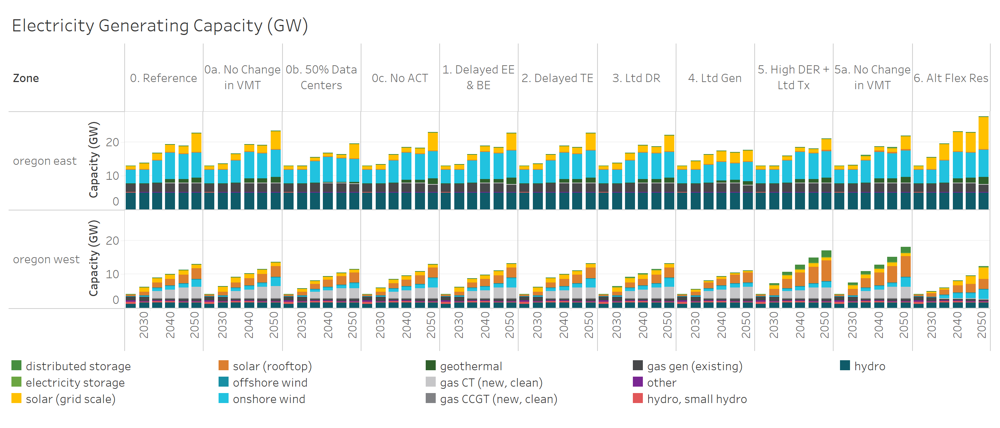 Electricity Generating Capacity (GW)
Zone
0. Reference
0a. No Change
in VMT
0b. 50% Data
Centers
0c. No ACT
1. Delayed EE
& BE
2. Delayed TE
3. Ltd DR
4. Ltd Gen
5. High DER +
Ltd Tx
5a. No Change
in VMT
6. Alt Flex Res
oregon east
Capacity (GW)
20
10
0
oregon west
Capacity (GW)
20
10
0
2030 2040 2050 2030 2040 2050 2030 2040 2050 2030 2040 2050 2030 2040 2050 2030 2040 2050 2030 2040 2050 2030 2040 2050 2030 2040 2050 2030 2040 2050 2030 2040 2050
distributed storage
electricity storage
solar (grid scale)
solar (rooftop)
offshore wind
onshore wind
geothermal
gas CT (new, clean)
gas CCGT (new, clean)
gas gen (existing)
other
hydro, small hydro
hydro